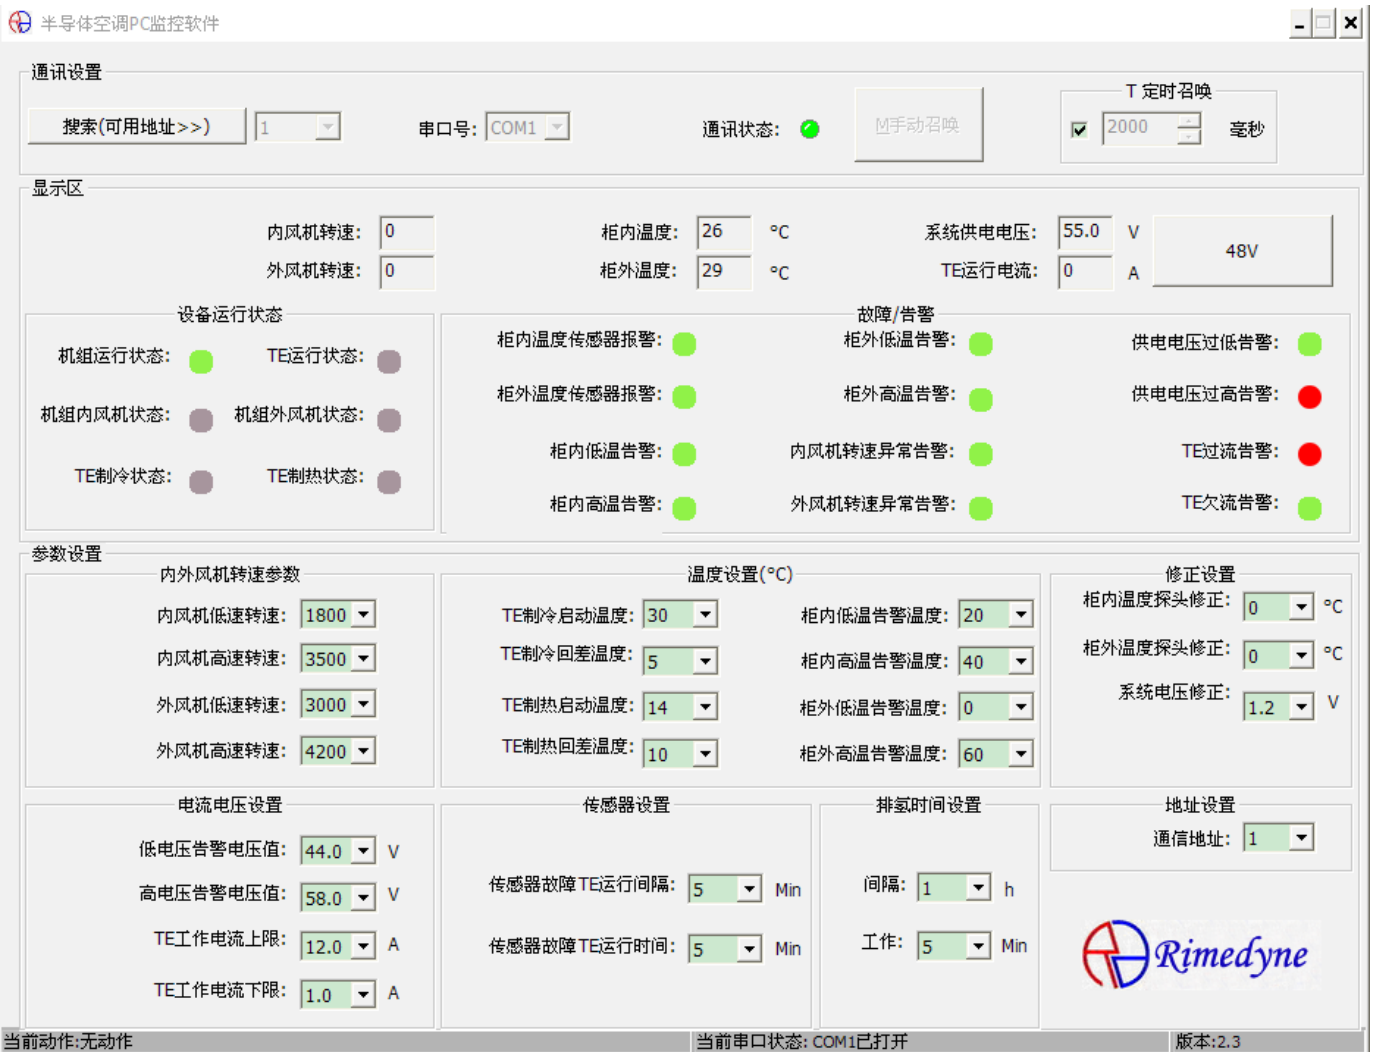 半导体空调PC监控软件
通讯设置
搜索(可用地址>>) 1 串口号: COM1 通讯状态: M手动召唤 T 定时召唤 2000 毫秒
显示区
内风机转速: 0 柜内温度: 26 °C 系统供电电压: 55.0 V 48V
外风机转速: 0 柜外温度: 29 °C TE运行电流: 0 A
设备运行状态 故障/告警
机组运行状态: TE运行状态: 柜内温度传感器报警: 柜外低温告警: 供电电压过低告警:
机组内风机状态: 机组外风机状态: 柜外温度传感器报警: 柜外高温告警: 供电电压过高告警:
TE制冷状态: TE制热状态: 柜内低温告警: 内风机转速异常告警: TE过流告警:
柜内高温告警: 外风机转速异常告警: TE欠流告警:
参数设置
内外风机转速参数 温度设置(°C) 修正设置
内风机低速转速: 1800 TE制冷启动温度: 30 柜内低温告警温度: 20 柜内温度探头修正: 0 °C
内风机高速转速: 3500 TE制冷回差温度: 5 柜内高温告警温度: 40 柜外温度探头修正: 0 °C
外风机低速转速: 3000 TE制热启动温度: 14 柜外低温告警温度: 0 系统电压修正: 1.2 V
外风机高速转速: 4200 TE制热回差温度: 10 柜外高温告警温度: 60
电流电压设置 传感器设置 排氢时间设置 地址设置
低电压告警电压值: 44.0 V 通信地址: 1
高电压告警电压值: 58.0 V 传感器故障TE运行间隔: 5 Min 间隔: 1 h
TE工作电流上限: 12.0 A 传感器故障TE运行时间: 5 Min 工作: 5 Min Rimedyne
TE工作电流下限: 1.0 A
当前动作:无动作 当前串口状态: COM1已打开 版本:2.3